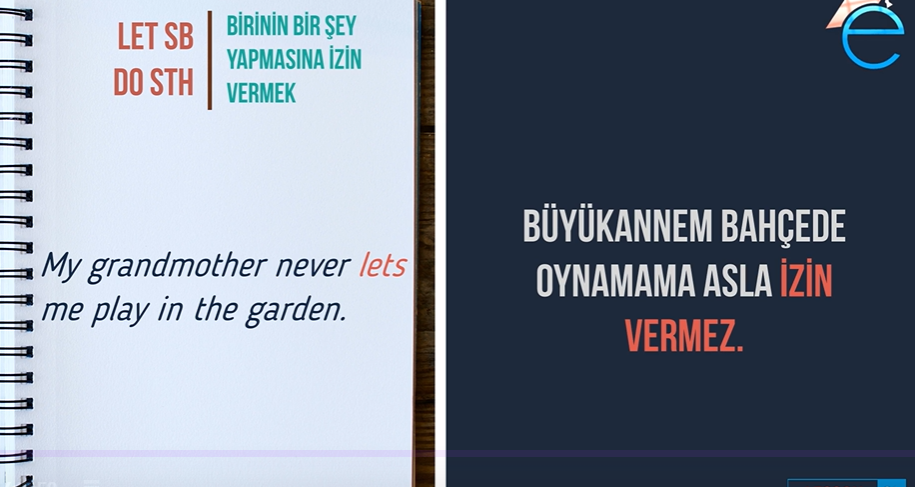 LET SB
DO STH
BİRİNİN BİR ŞEY
YAPMASINA İZİN
VERMEK
My grandmother never lets
me play in the garden.
BÜYÜKANNEM BAHÇEDE
OYNAMAMA ASLA İZİN
VERMEZ.
e